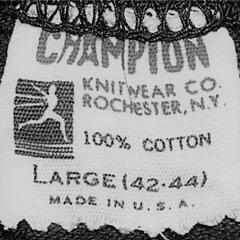 CHAMPION
KNITWEAR CO.
ROCHESTER, N.Y.
100% COTTON
LARGE (42-44)
MADE IN U.S.A.